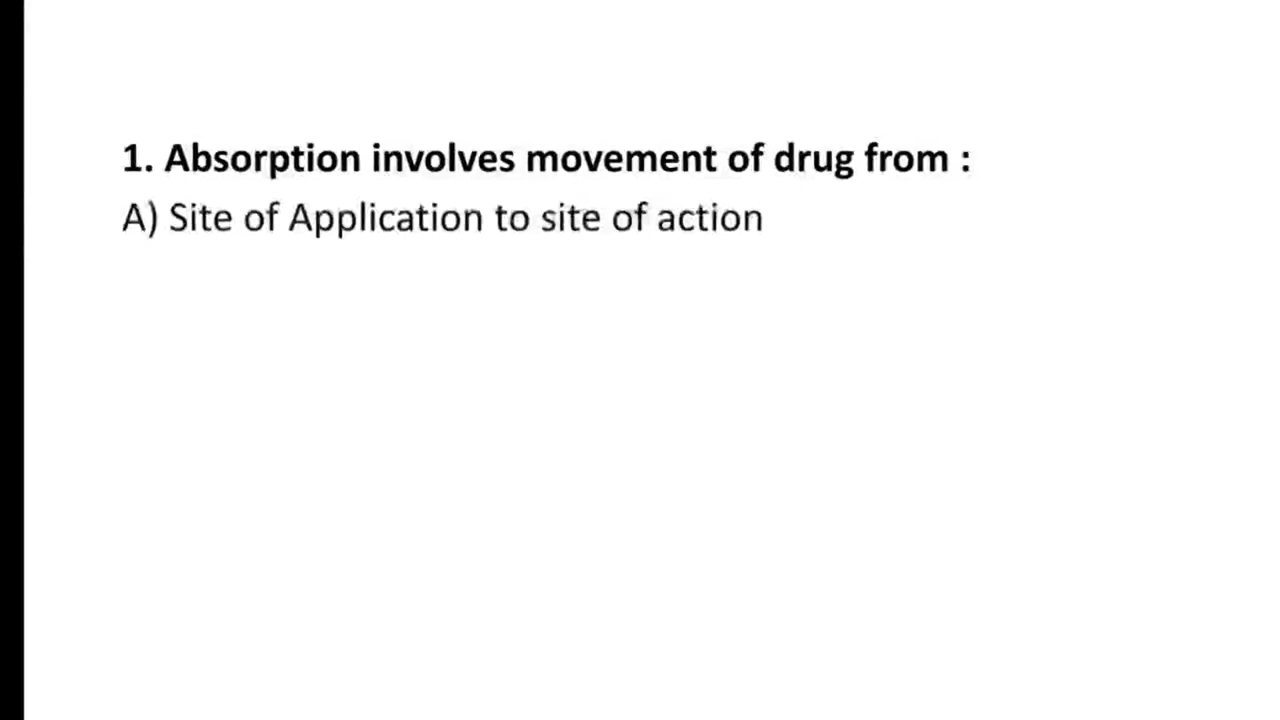 1. Absorption involves movement of drug from :
A) Site of Application to site of action